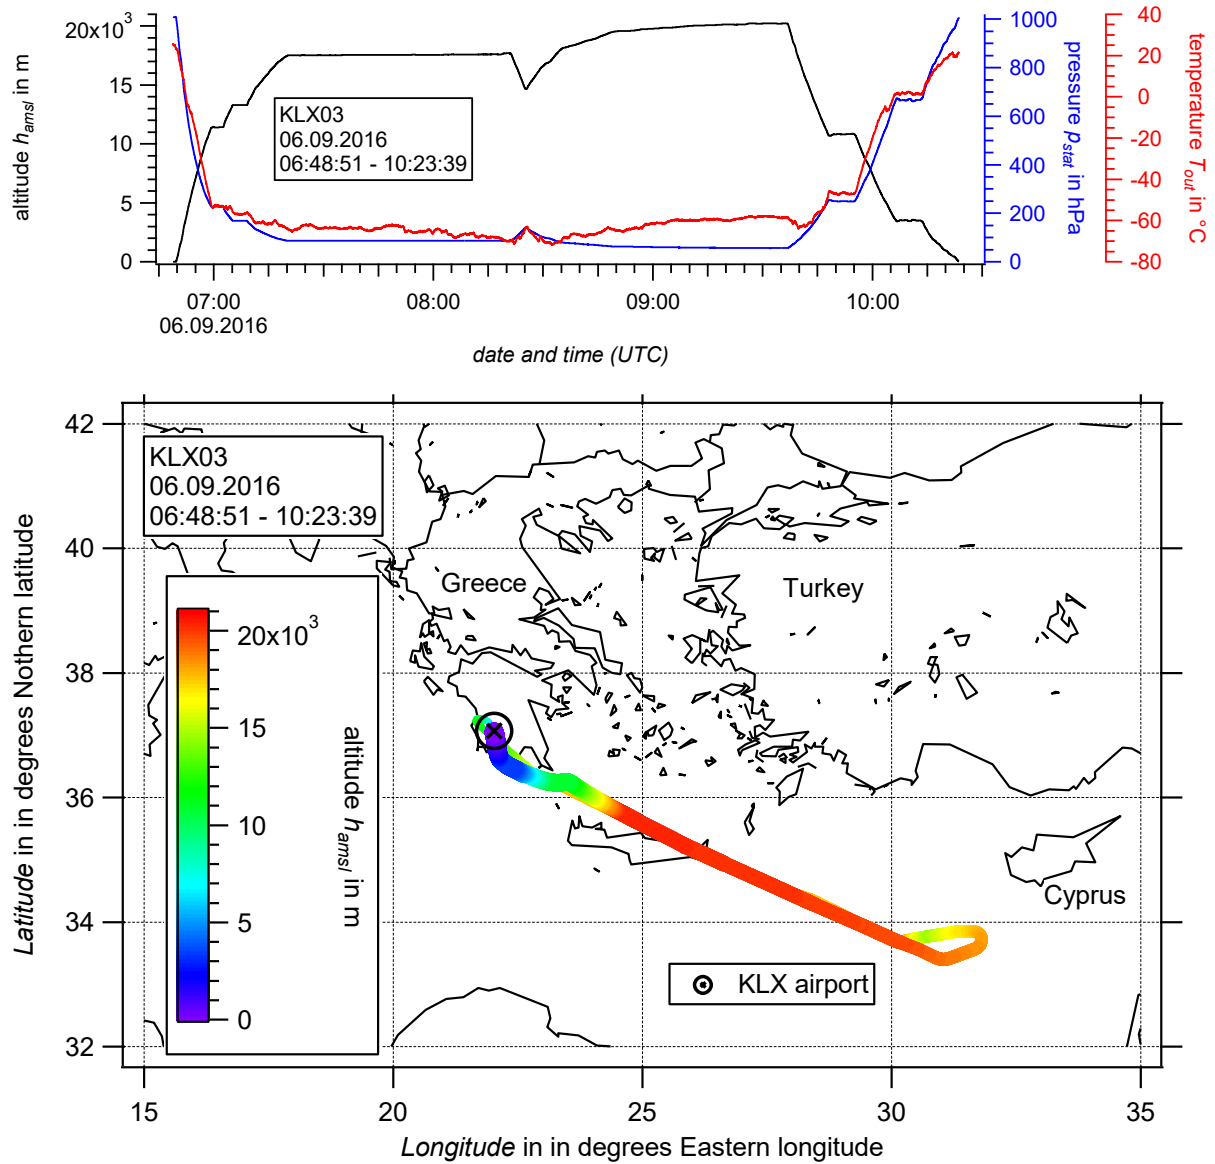 20x10³
15
10
5
0
altitude h_amsl in m
KLX03
06.09.2016
06:48:51 - 10:23:39
1000
800
600
400
200
0
pressure p_stat in hPa
40
20
0
-20
-40
-60
-80
temperature T_out in °C
07:00
06.09.2016
08:00
09:00
10:00
date and time (UTC)
42
40
38
36
34
32
Latitude in in degrees Nothern latitude
KLX03
06.09.2016
06:48:51 - 10:23:39
20x10³
15
10
5
0
altitude h_amsl in m
Greece
Turkey
Cyprus
KLX airport
15
20
25
30
35
Longitude in in degrees Eastern longitude